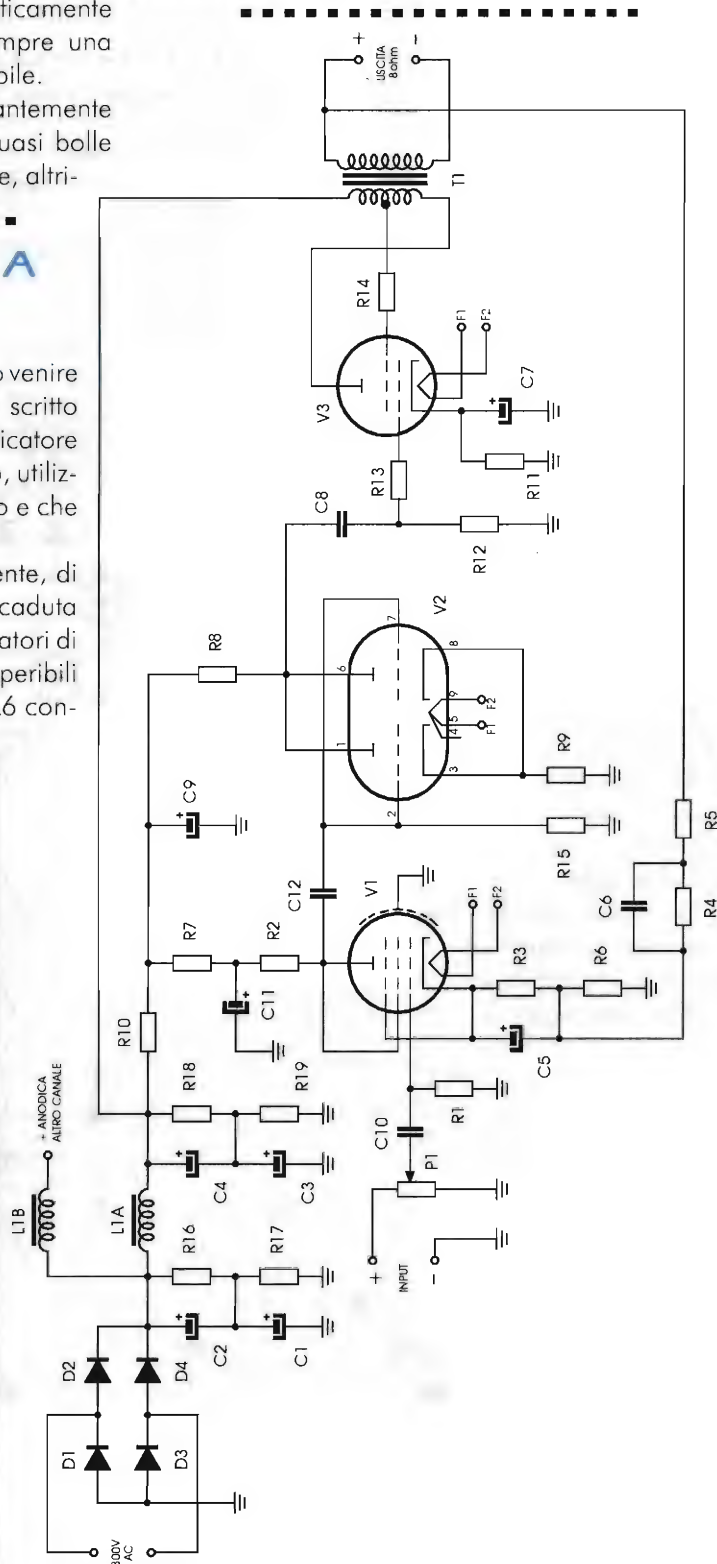 ticamente
mpre una
bile.
antemente
uasi bolle
e, altri-
A
venire
scritto
icatore
, utiliz-
o e che
ente, di
caduta
atori di
peribili
6 con-
AC
D1
D2
D3
D4
C2
C1
R16
R17
L1B
L1A
+ ANODICA
ALTRO CANALE
C4
C3
R18
R19
R10
+
INPUT
-
P1
C10
R1
R7
C11
R2
C12
V1
F1
F2
C5
R3
R6
C6
R4
R5
C9
R8
1
6
2
7
3
4
5
9
8
F1
F2
V2
R15
R9
C8
R13
R12
V3
R14
F1
F2
R11
C7
T1
+
USCITA
8ohm
-